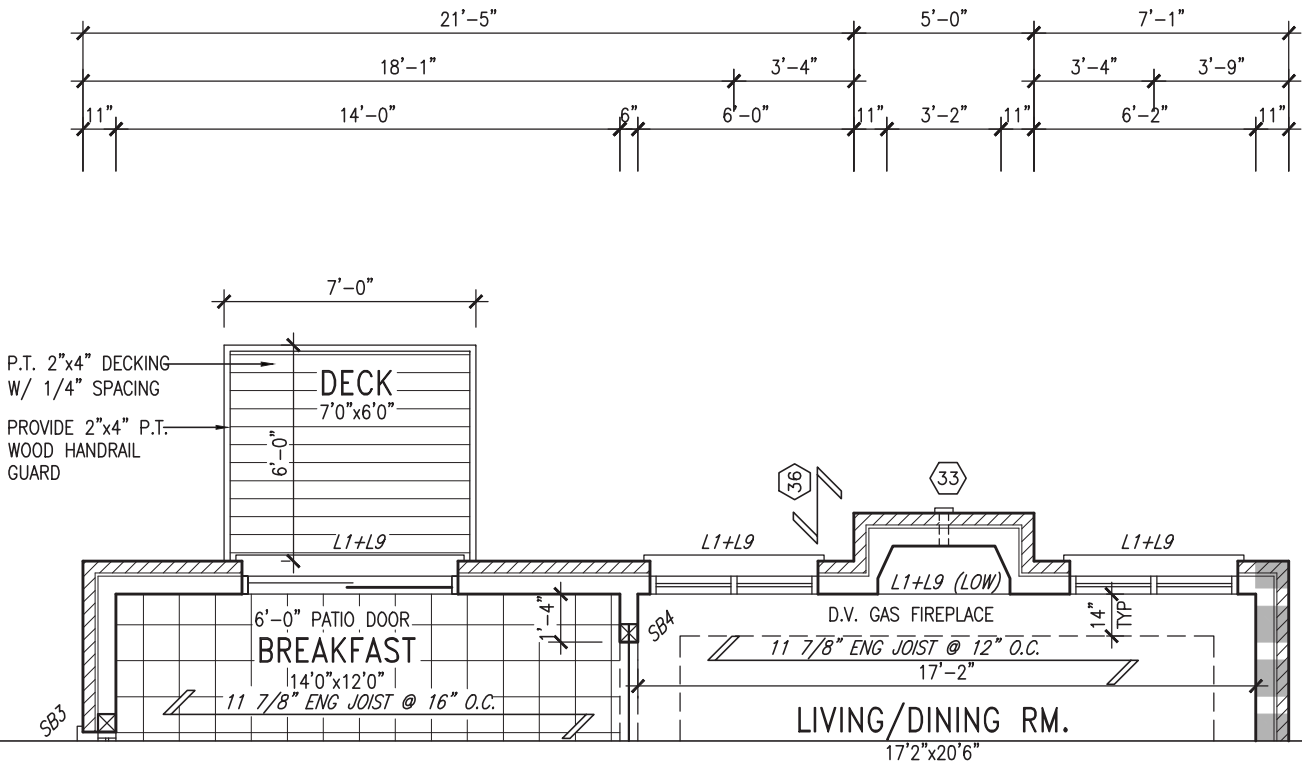 21'-5" 5'-0" 7'-1"
18'-1" 3'-4" 3'-4" 3'-9"
11" 14'-0" 6" 6'-0" 11" 3'-2" 11" 6'-2" 11"
7'-0"
P.T. 2"x4" DECKING
W/ 1/4" SPACING
PROVIDE 2"x4" P.T.
WOOD HANDRAIL
GUARD
DECK
7'0"x6'0"
6'-0"
36
33
L1+L9
L1+L9
L1+L9
L1+L9 (LOW)
6'-0" PATIO DOOR
BREAKFAST
14'0"x12'0"
11 7/8" ENG JOIST @ 16" O.C.
1'-4"
SB4
SB3
D.V. GAS FIREPLACE
14"
TYP
11 7/8" ENG JOIST @ 12" O.C.
17'-2"
LIVING/DINING RM.
17'2"x20'6"